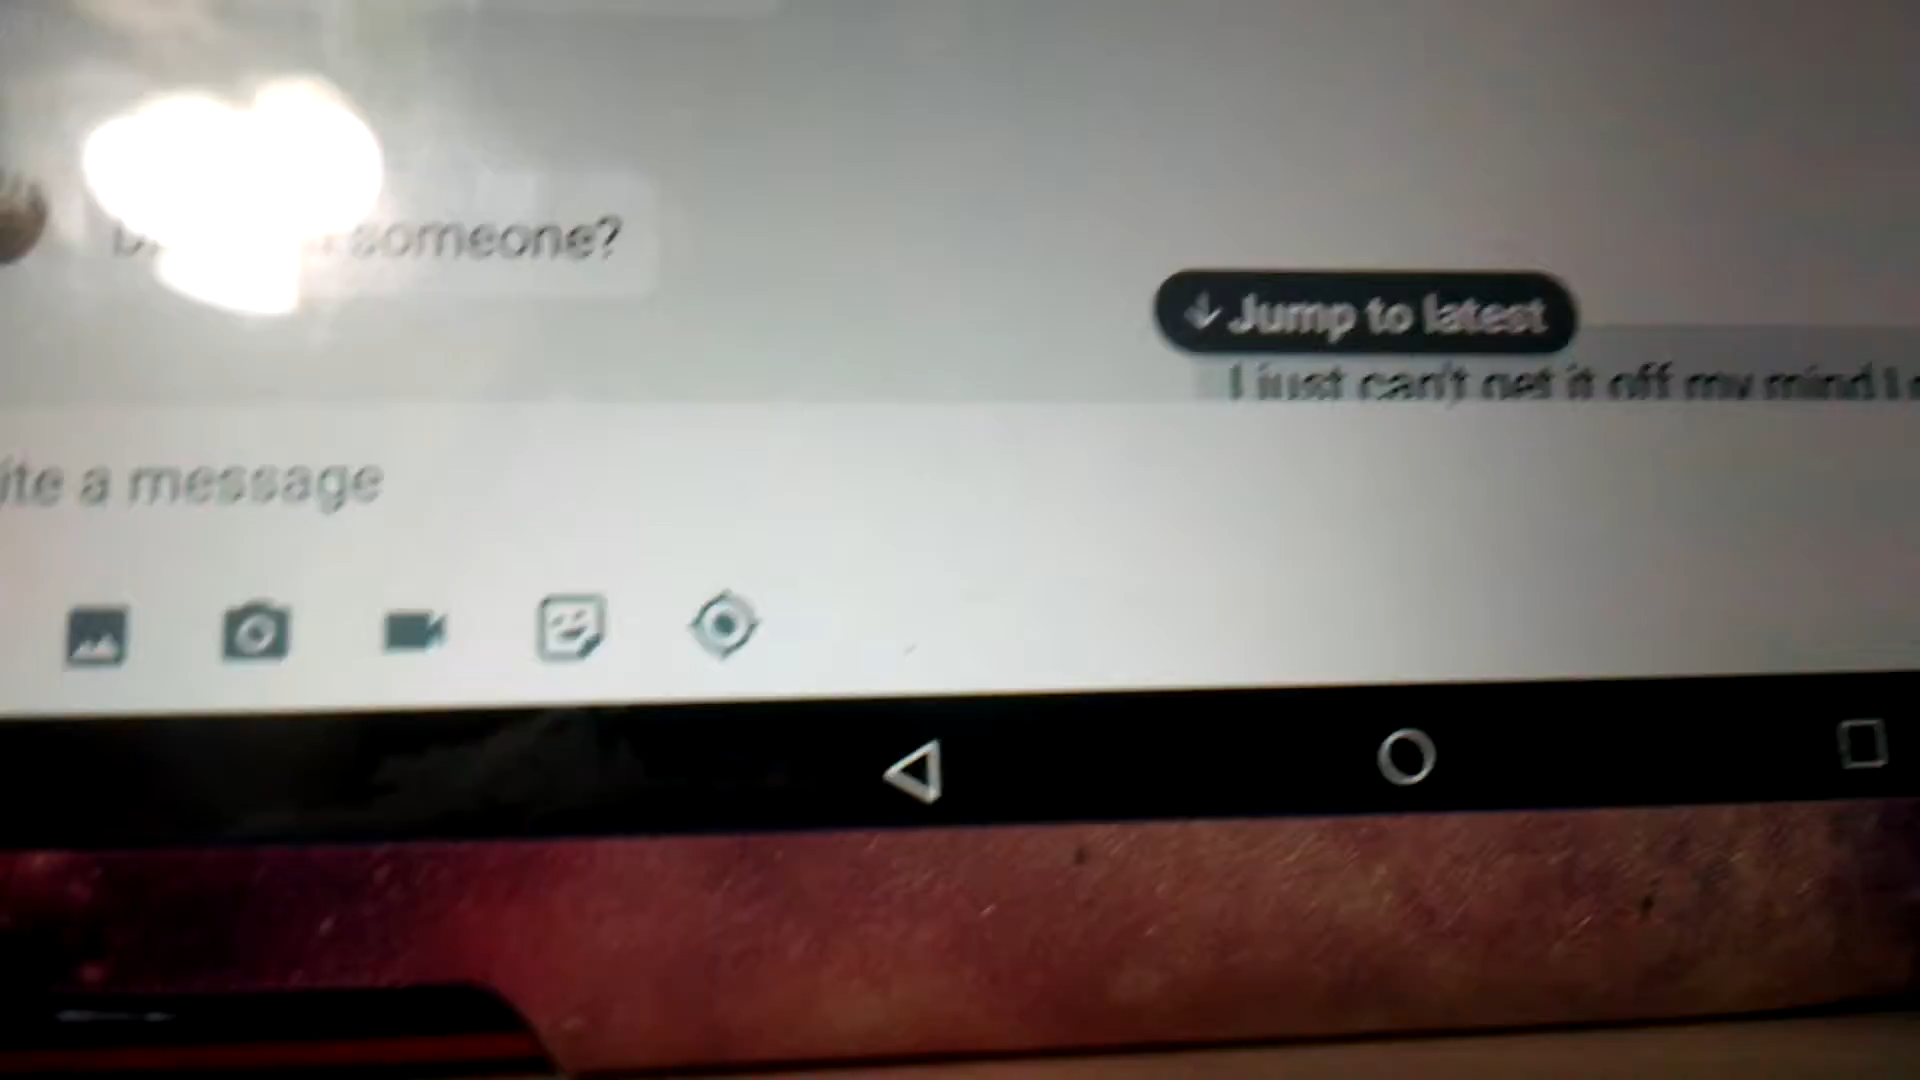 someone?
Jump to latest
I just can't get it off my mind I
ite a message